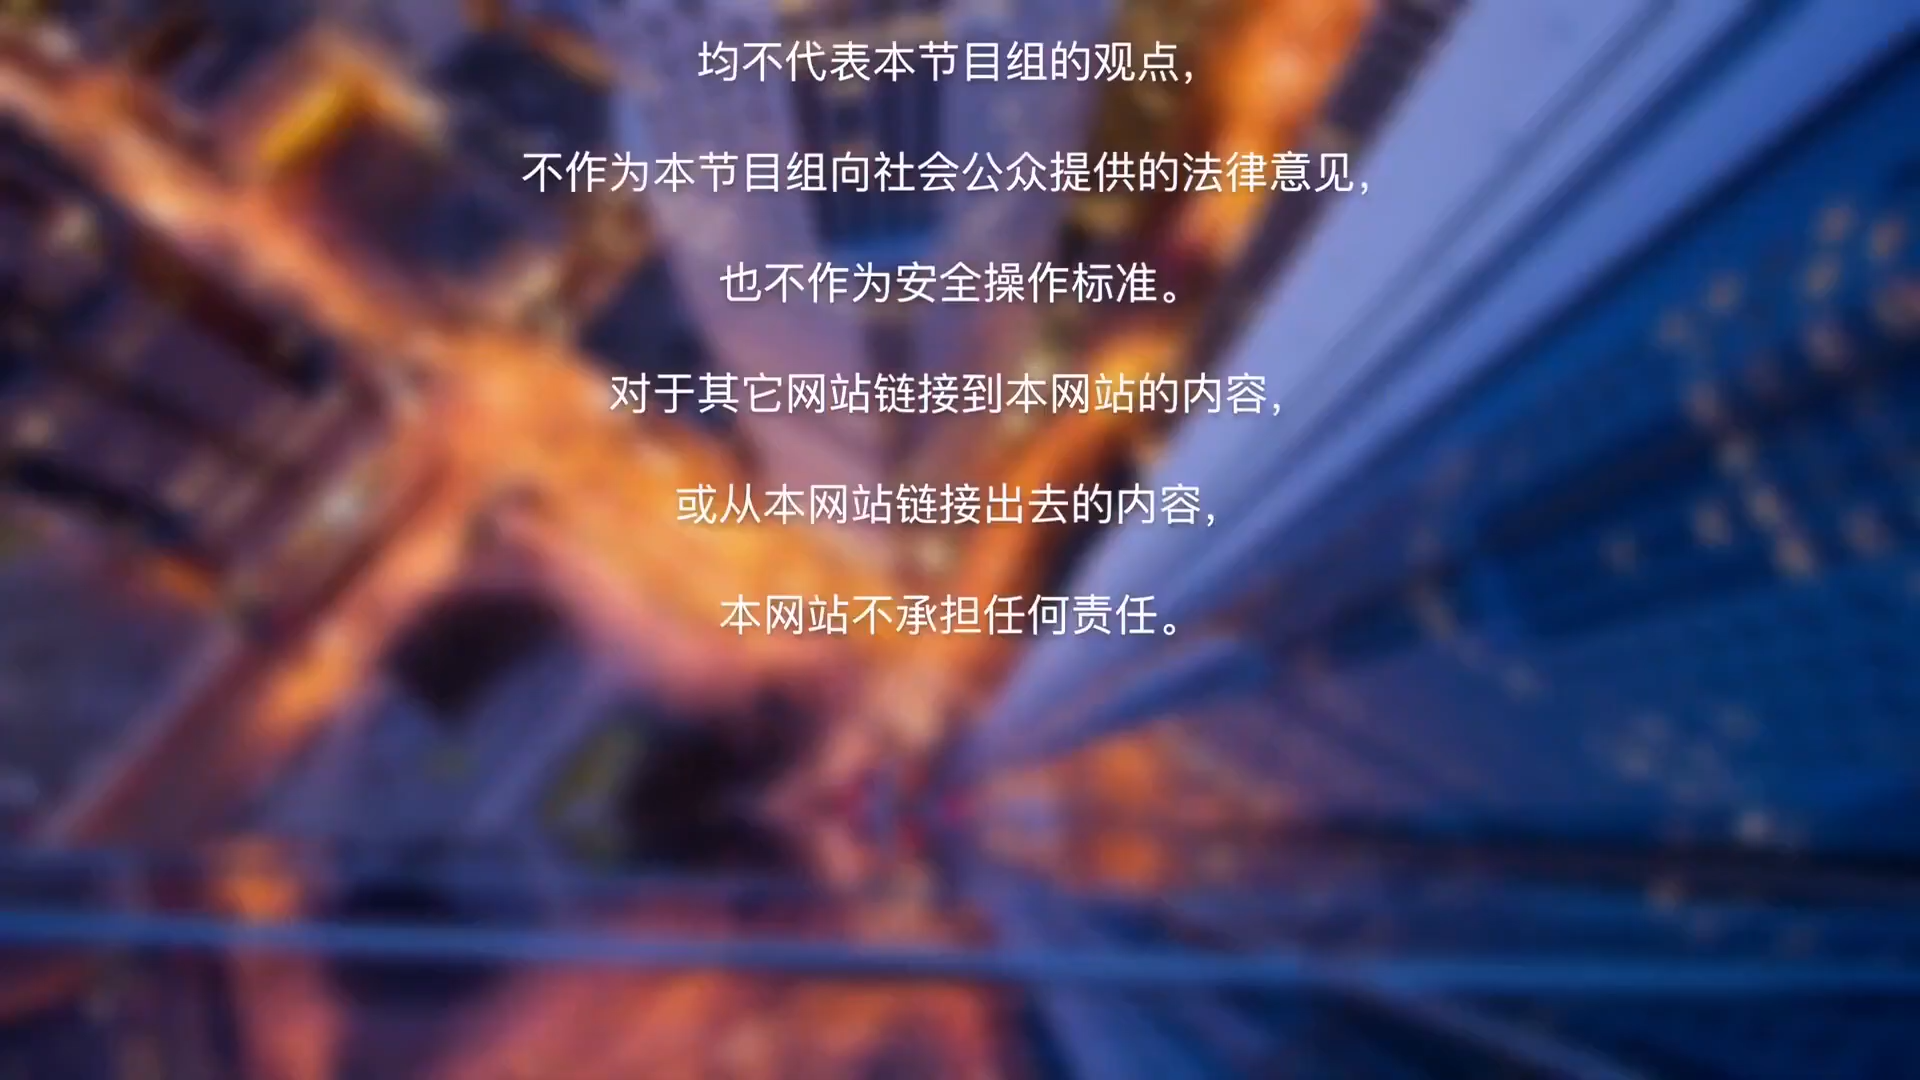 均不代表本节目组的观点，
不作为本节目组向社会公众提供的法律意见，
也不作为安全操作标准。
对于其它网站链接到本网站的内容，
或从本网站链接出去的内容，
本网站不承担任何责任。